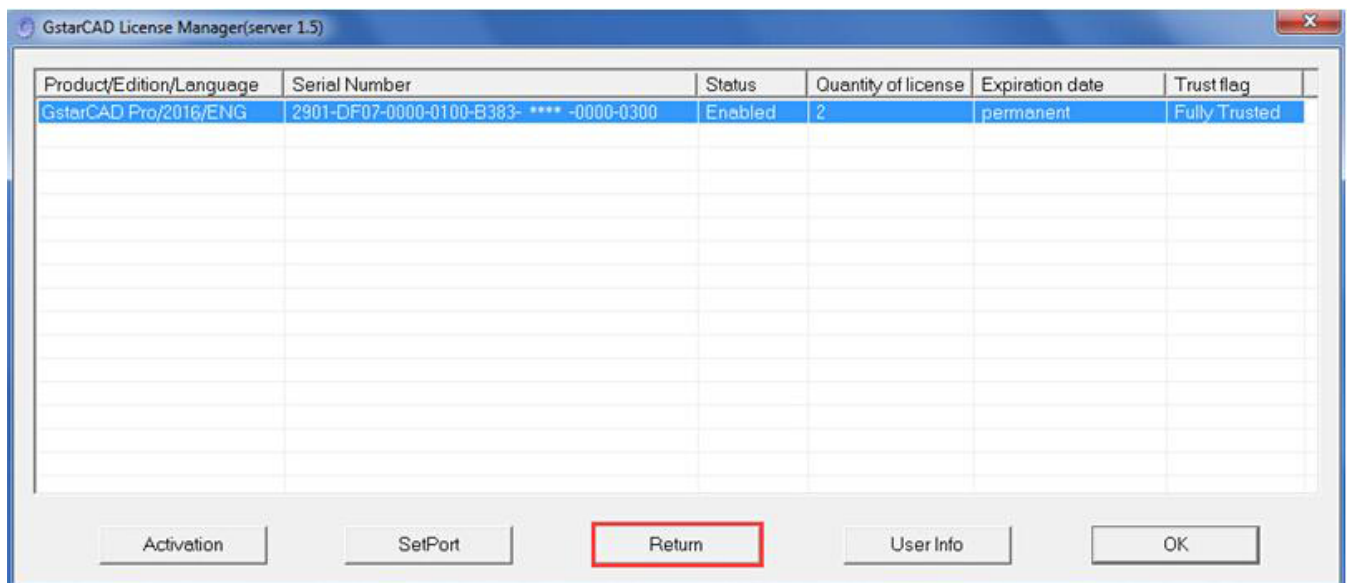 GstarCAD License Manager(server 1.5)
Product/Edition/Language Serial Number Status Quantity of license Expiration date Trust flag
GstarCAD Pro/2016/ENG 2901-DF07-0000-0100-B383- **** -0000-0300 Enabled 2 permanent Fully Trusted
Activation SetPort Return User Info OK